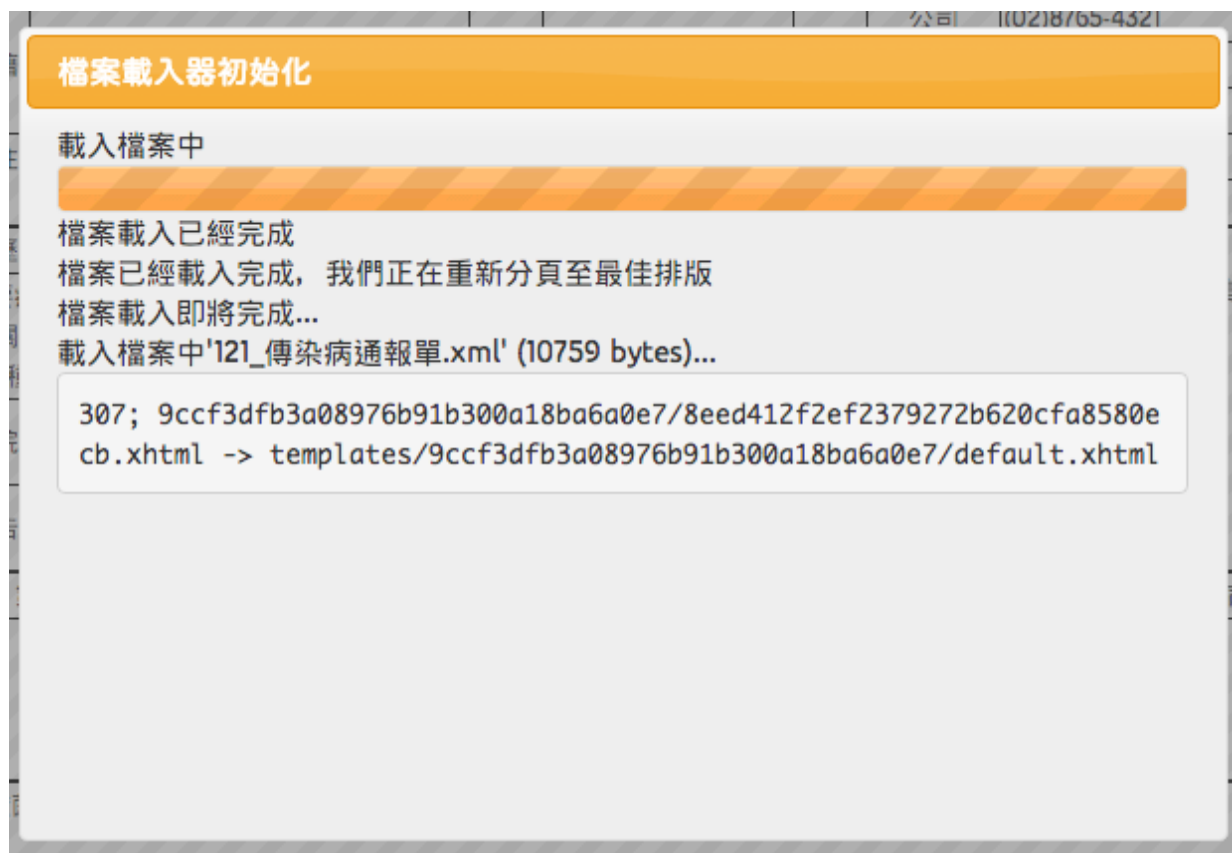 公司 (02)8765-4321
檔案載入器初始化
載入檔案中
檔案載入已經完成
檔案已經載入完成，我們正在重新分頁至最佳排版
檔案載入即將完成...
載入檔案中'121_傳染病通報單.xml' (10759 bytes)...
307; 9ccf3dfb3a08976b91b300a18ba6a0e7/8eed412f2ef2379272b620cfa8580e
cb.xhtml -> templates/9ccf3dfb3a08976b91b300a18ba6a0e7/default.xhtml